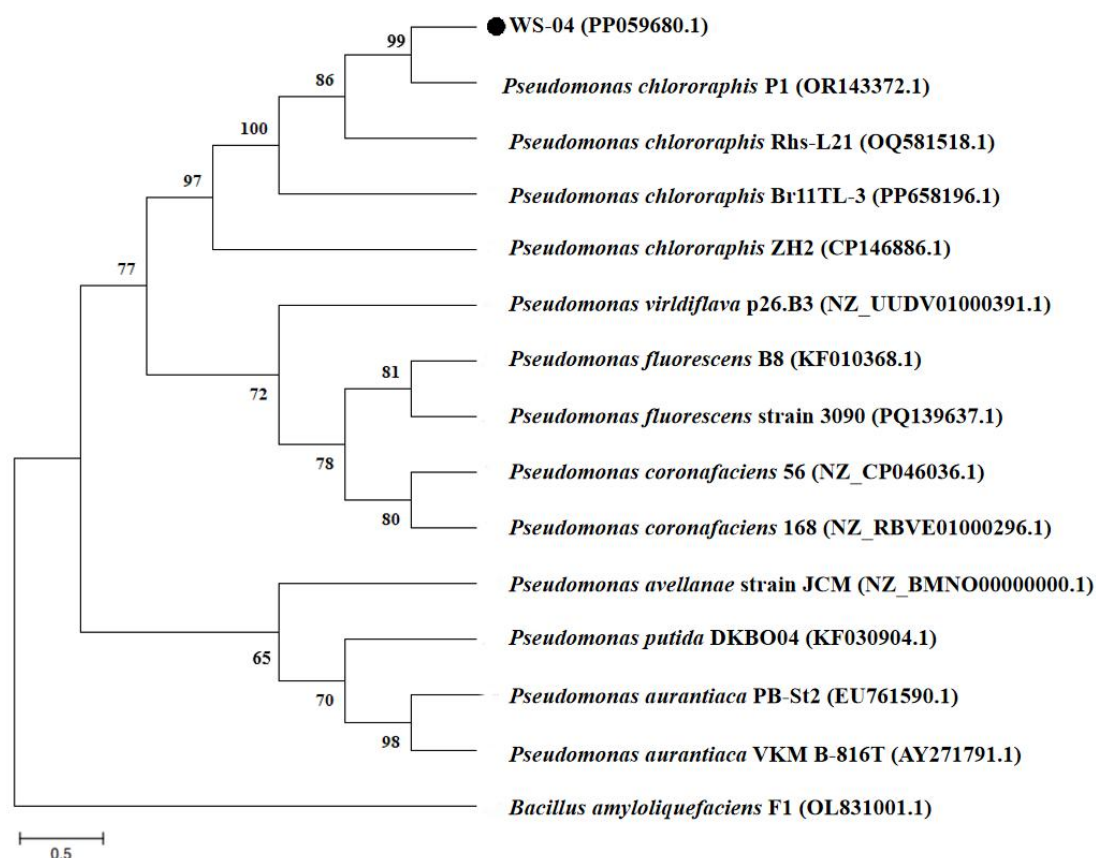 WS-04 (PP059680.1)
99
Pseudomonas chlororaphis P1 (OR143372.1)
86
Pseudomonas chlororaphis Rhs-L21 (OQ581518.1)
100
Pseudomonas chlororaphis Br11TL-3 (PP658196.1)
97
Pseudomonas chlororaphis ZH2 (CP146886.1)
77
Pseudomonas virldiflava p26.B3 (NZ_UUDV01000391.1)
Pseudomonas fluorescens B8 (KF010368.1)
81
72
Pseudomonas fluorescens strain 3090 (PQ139637.1)
78
Pseudomonas coronafaciens 56 (NZ_CP046036.1)
80
Pseudomonas coronafaciens 168 (NZ_RBVE01000296.1)
Pseudomonas avellanae strain JCM (NZ_BMNO00000000.1)
65
Pseudomonas putida DKBO04 (KF030904.1)
70
Pseudomonas aurantiaca PB-St2 (EU761590.1)
98
Pseudomonas aurantiaca VKM B-816T (AY271791.1)
Bacillus amyloliquefaciens F1 (OL831001.1)
0.5